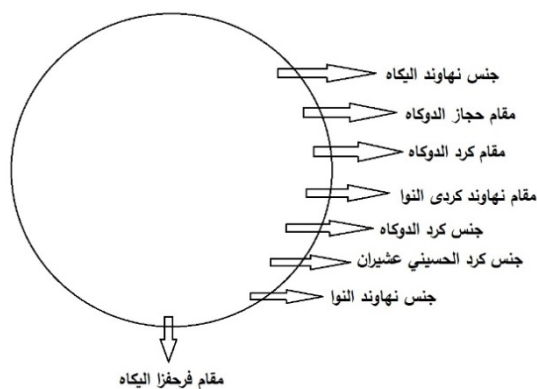 جنس نهاوند اليكاه
مقام حجاز الدوكاه
مقام كرد الدوكاه
مقام نهاوند كردى النوا
جنس كرد الدوكاه
جنس كرد الحسيني عشيران
جنس نهاوند النوا
مقام فرحفزا اليكاه